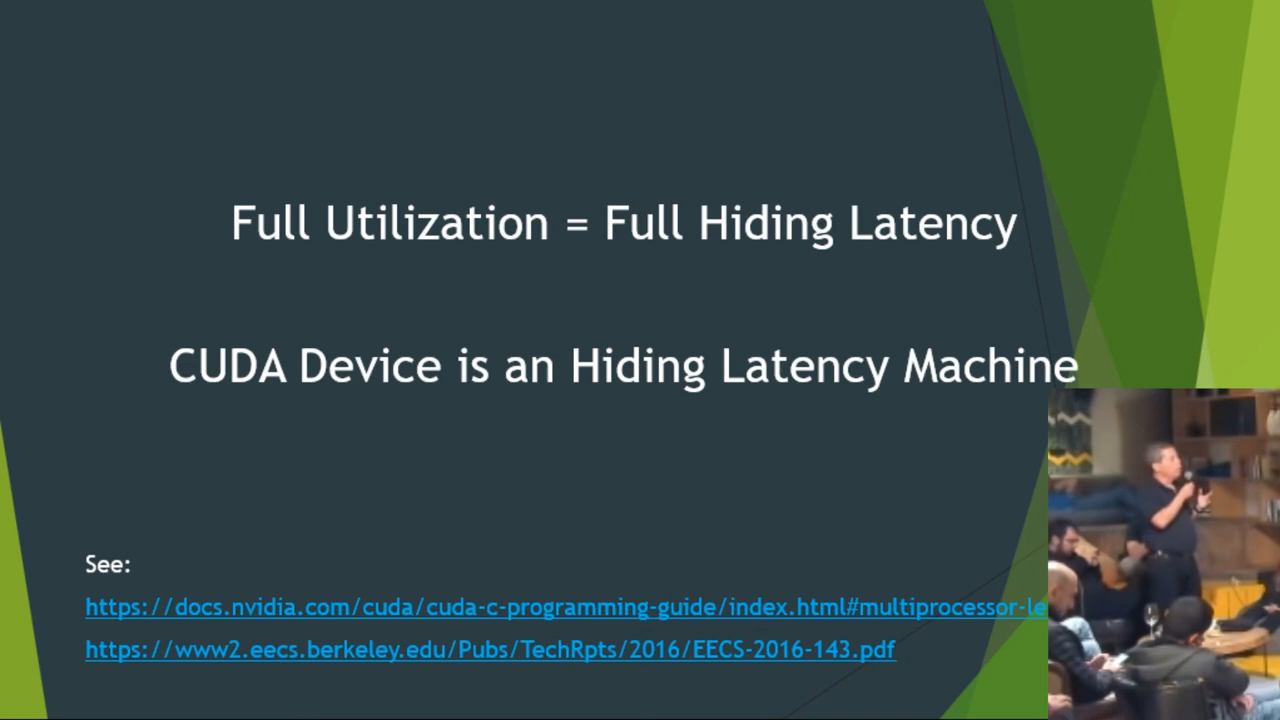 Full Utilization = Full Hiding Latency
CUDA Device is an Hiding Latency Machine
See:
https://docs.nvidia.com/cuda/cuda-c-programming-guide/index.html#multiprocessor-le
https://www2.eecs.berkeley.edu/Pubs/TechRpts/2016/EECS-2016-143.pdf